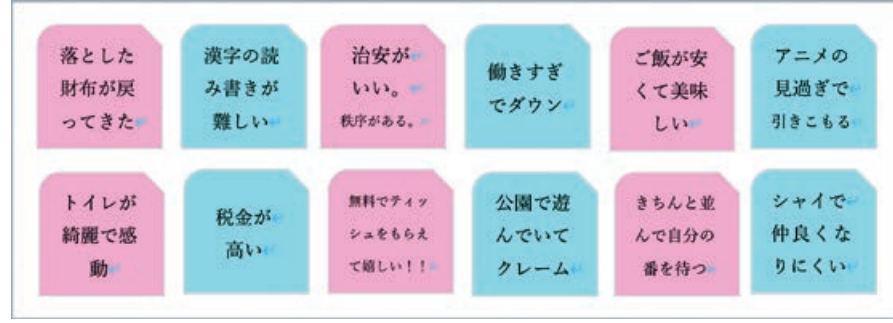 落とした
財布が戻
ってきた
漢字の読
み書きが
難しい
治安が
いい。
秩序がある。
働きすぎ
でダウン
ご飯が安
くて美味
しい
アニメの
見過ぎで
引きこもる
トイレが
綺麗で感
動
税金が
高い
無料でティッ
シュをもらえ
て嬉しい！！
公園で遊
んでいて
クレーム
きちんと並
んで自分の
番を待つ
シャイで
仲良くな
りにくい